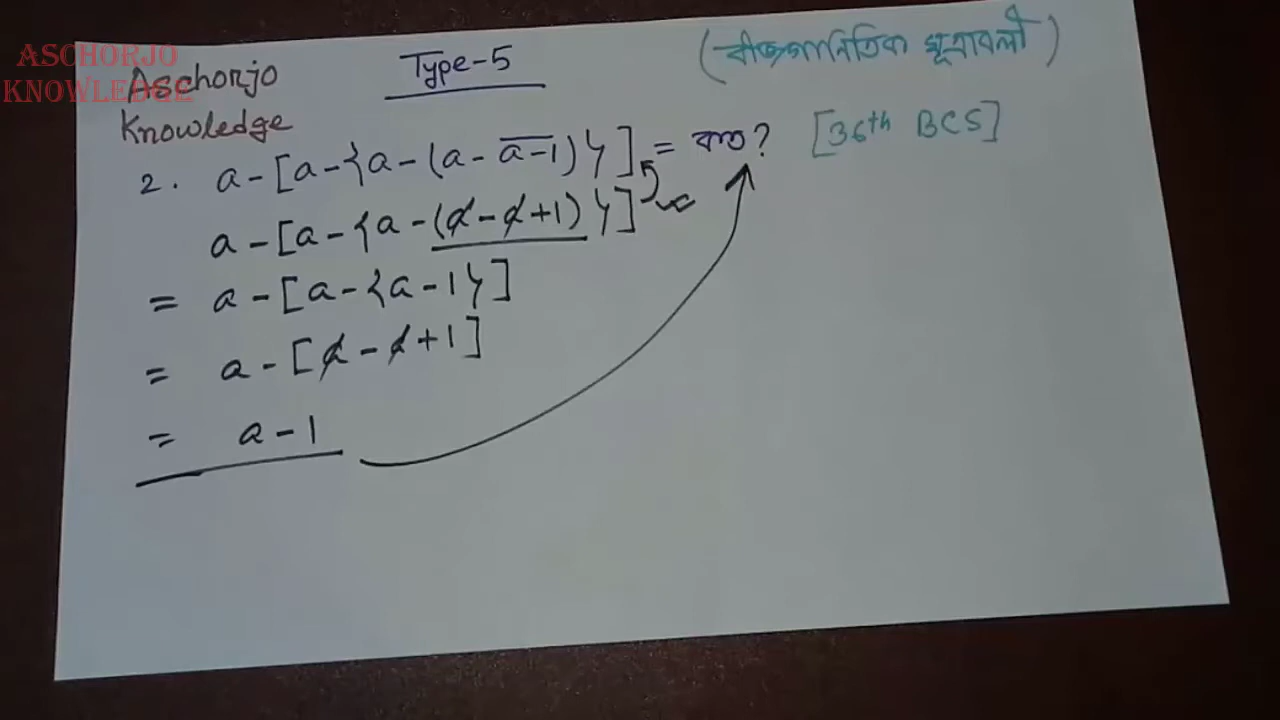 ASCHORJO
KNOWLEDGE
Aschorjo
Knowledge
Type-5
(বীজগানিতিক সূত্রাবলী)
2. a-[a-{a-(a-a̅-̅1̅)}] = কত? [36th BCS]
a-[a-{a-(a-a+1)}]
= a-[a-{a-1}]
= a-[a-a+1]
= a-1